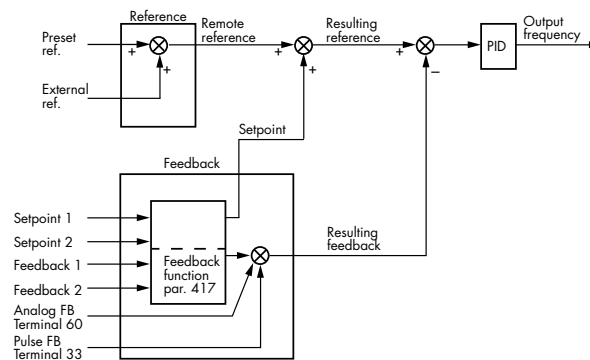 Reference
Preset
ref.
External
ref.
+
+
Remote
reference
+
+
Resulting
reference
+
−
PID
Output
frequency
Setpoint
Feedback
Setpoint 1
Setpoint 2
Feedback 1
Feedback 2
Analog FB
Terminal 60
Pulse FB
Terminal 33
Feedback
function
par. 417
Resulting
feedback